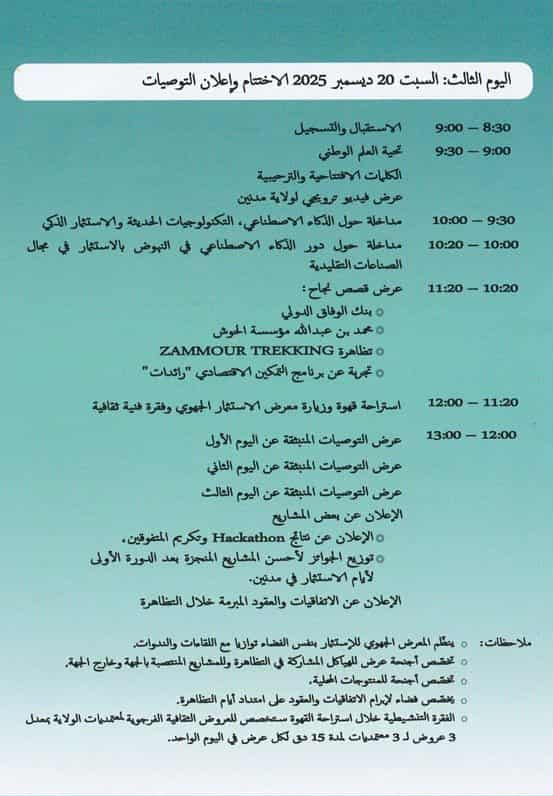 اليوم الثالث: السبت 20 ديسمبر 2025 الاختتام وإعلان التوصيات
8:30 – 9:00 الاستقبال والتسجيل
9:00 – 9:30 تحية العلم الوطني
الكلمات الافتتاحية والترحيبية
عرض فيديو ترويجي لولاية مدنين
9:30 – 10:00 مداخلة حول الذكاء الاصطناعي، التكنولوجيات الحديثة والاستثمار الذكي
10:00 – 10:20 مداخلة حول دور الذكاء الاصطناعي في النهوض بالاستثمار في مجال
الصناعات التقليدية
10:20 – 11:20 عرض قصص نجاح:
○ بنك الوفاق الدولي
○ محمد بن عبدالله مؤسسة الحوش
○ تظاهرة ZAMMOUR TREKKING
○ تجربة عن برنامج التمكين الاقتصادي "رائدات"
11:20 – 12:00 استراحة قهوة وزيارة معرض الاستثمار الجهوي وفقرة فنية ثقافية
12:00 – 13:00 عرض التوصيات المنبثقة عن اليوم الأول
عرض التوصيات المنبثقة عن اليوم الثاني
عرض التوصيات المنبثقة عن اليوم الثالث
الإعلان عن بعض المشاريع
○ الإعلان عن نتائج Hackathon وتكريم المتفوقين،
○ توزيع الجوائز لأحسن المشاريع المنجزة بعد الدورة الأولى
لأيام الاستثمار في مدنين.
الإعلان عن الاتفاقيات والعقود المبرمة خلال التظاهرة
ملاحظات: ○ ينظّم المعرض الجهوي للإستثمار بنفس الفضاء توازيا مع اللقاءات والندوات.
○ تخصّص أجنحة عرض للهياكل المشاركة في التظاهرة وللمشاريع المنتصبة بالجهة وخارج الجهة.
○ تخصّص أجنحة للمنتوجات المحلية.
○ يخصّص فضاء لإبرام الاتفاقيات والعقود على امتداد أيام التظاهرة.
○ الفقرة التنشيطية خلال استراحة القهوة ستخصص للعروض الثقافية الفرجوية لمعتمديات الولاية بمعدل
3 عروض لـ 3 معتمديات لمدة 15 دق لكل عرض في اليوم الواحد.